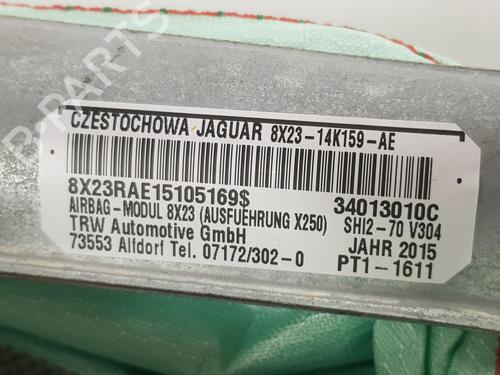 CZESTOCHOWA JAGUAR 8X23-14K159-AE
8X23RAE15105169$ 34013010C
AIRBAG-MODUL 8X23 (AUSFUEHRUNG X250) SHI2-70 V304
TRW Automotive GmbH JAHR 2015
73553 Alfdorf Tel. 07172/302-0 PT1-1611
B-PARTS